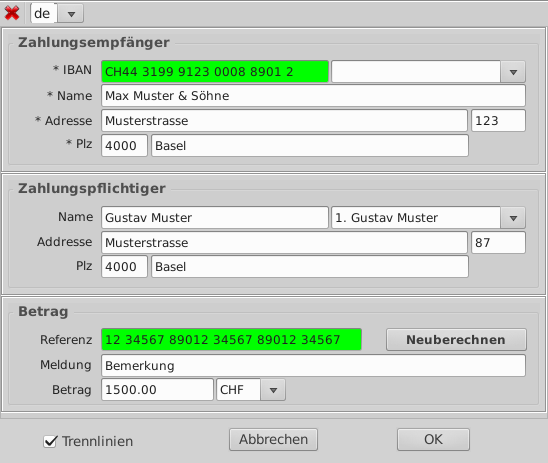 de
Zahlungsempfänger
* IBAN CH44 3199 9123 0008 8901 2
* Name Max Muster & Söhne
* Adresse Musterstrasse 123
* Plz 4000 Basel
Zahlungspflichtiger
Name Gustav Muster 1. Gustav Muster
Addresse Musterstrasse 87
Plz 4000 Basel
Betrag
Referenz 12 34567 89012 34567 89012 34567 Neuberechnen
Meldung Bemerkung
Betrag 1500.00 CHF
Trennlinien Abbrechen OK